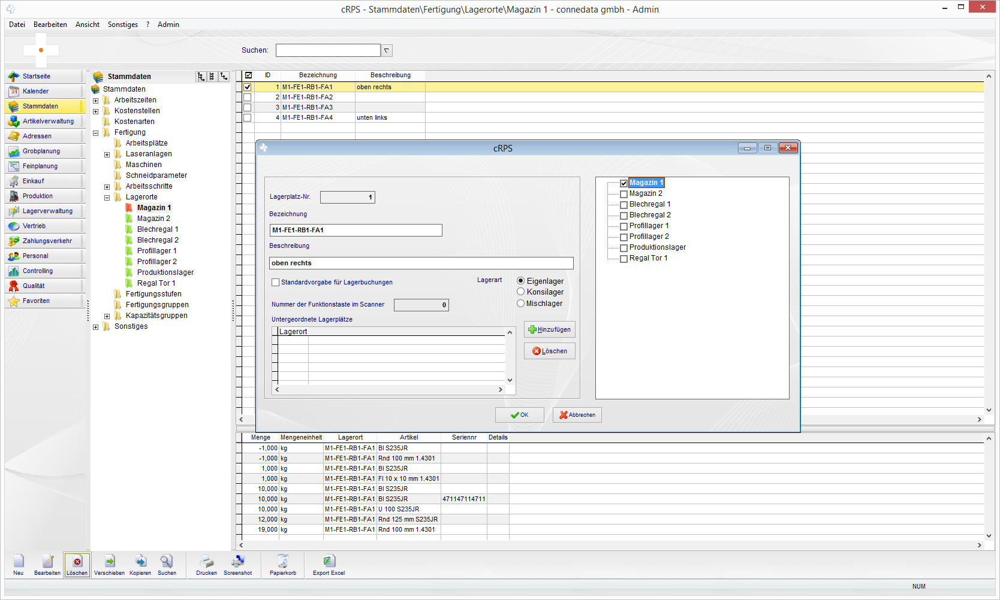 cRPS - Stammdaten\Fertigung\Lagerorte\Magazin 1 - connedata gmbh - Admin
Datei Bearbeiten Ansicht Sonstiges ? Admin
Suchen:
Startseite
Kalender
Stammdaten
Artikelverwaltung
Adressen
Grobplanung
Feinplanung
Einkauf
Produktion
Lagerverwaltung
Vertrieb
Zahlungsverkehr
Personal
Controlling
Qualität
Favoriten
Stammdaten
Stammdaten
Arbeitszeiten
Kostenstellen
Kostenarten
Fertigung
Arbeitsplätze
Laseranlagen
Maschinen
Schneidparameter
Arbeitsschritte
Lagerorte
Magazin 1
Magazin 2
Blechregal 1
Blechregal 2
Profillager 1
Profillager 2
Produktionslager
Regal Tor 1
Fertigungsstufen
Fertigungsgruppen
Kapazitätsgruppen
Sonstiges
ID Bezeichnung Beschreibung
1 M1-FE1-RB1-FA1 oben rechts
2 M1-FE1-RB1-FA2
3 M1-FE1-RB1-FA3
4 M1-FE1-RB1-FA4 unten links
cRPS
Lagerplatz-Nr. 1
Bezeichnung
M1-FE1-RB1-FA1
Beschreibung
oben rechts
Standardvorgabe für Lagerbuchungen
Lagerart
Eigenlager
Konsilager
Mischlager
Nummer der Funktionstaste im Scanner 0
Untergeordnete Lagerplätze
Lagerort
Hinzufügen
Löschen
Magazin 1
Magazin 2
Blechregal 1
Blechregal 2
Profillager 1
Profillager 2
Produktionslager
Regal Tor 1
OK Abbrechen
Menge Mengeneinheit Lagerort Artikel Seriennr Details
-1,000 kg M1-FE1-RB1-FA1 Bl S235JR
-1,000 kg M1-FE1-RB1-FA1 Rnd 100 mm 1.4301
1,000 kg M1-FE1-RB1-FA1 Bl S235JR
1,000 kg M1-FE1-RB1-FA1 Fl 10 x 10 mm 1.4301
10,000 kg M1-FE1-RB1-FA1 Bl S235JR
10,000 kg M1-FE1-RB1-FA1 Bl S235JR 471147114711
10,000 kg M1-FE1-RB1-FA1 U 100 S235JR
12,000 kg M1-FE1-RB1-FA1 Rnd 125 mm S235JR
19,000 kg M1-FE1-RB1-FA1 Rnd 100 mm 1.4301
Neu Bearbeiten Löschen Verschieben Kopieren Suchen Drucken Screenshot Papierkorb Export Excel
NUM